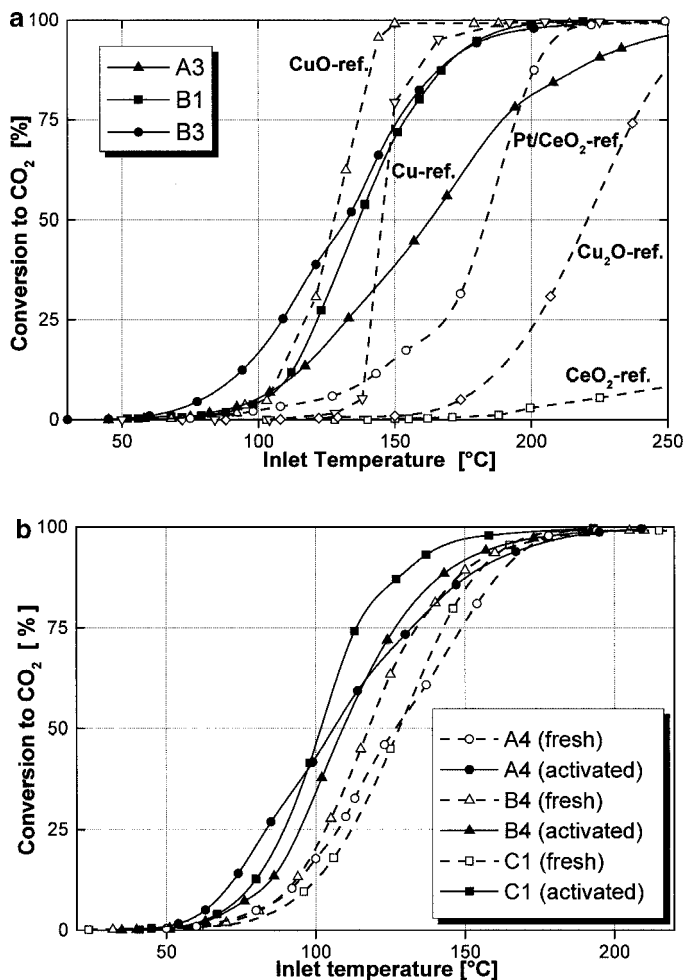 a
100
75
50
25
0
Conversion to CO₂ [%]
A3
B1
B3
CuO-ref.
Cu-ref.
Pt/CeO₂-ref.
Cu₂O-ref.
CeO₂-ref.
50 100 150 200 250
Inlet Temperature [°C]
b
100
75
50
25
0
Conversion to CO₂ [ % ]
A4 (fresh)
A4 (activated)
B4 (fresh)
B4 (activated)
C1 (fresh)
C1 (activated)
50 100 150 200
Inlet temperature [°C]